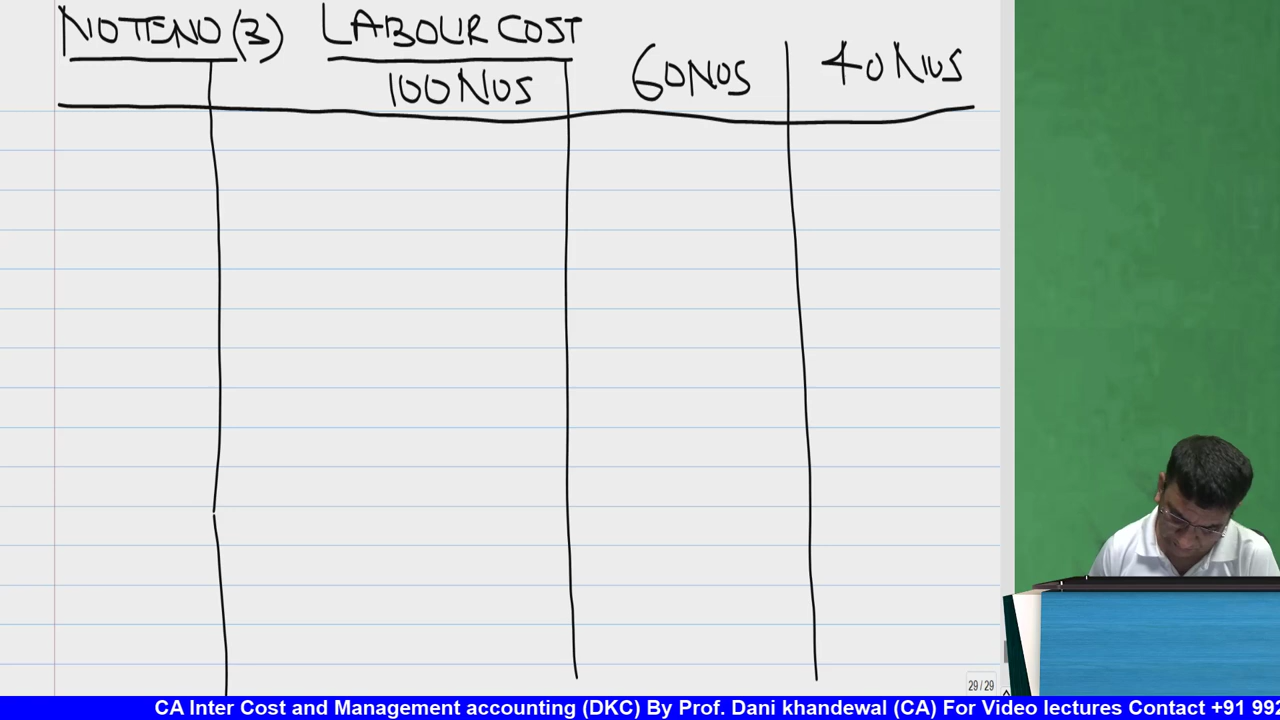 NOTENO (3) LABOUR COST
100 NOS 60 NOS 40 NOS
29 / 29
CA Inter Cost and Management accounting (DKC) By Prof. Dani khandewal (CA) For Video lectures Contact +91 992